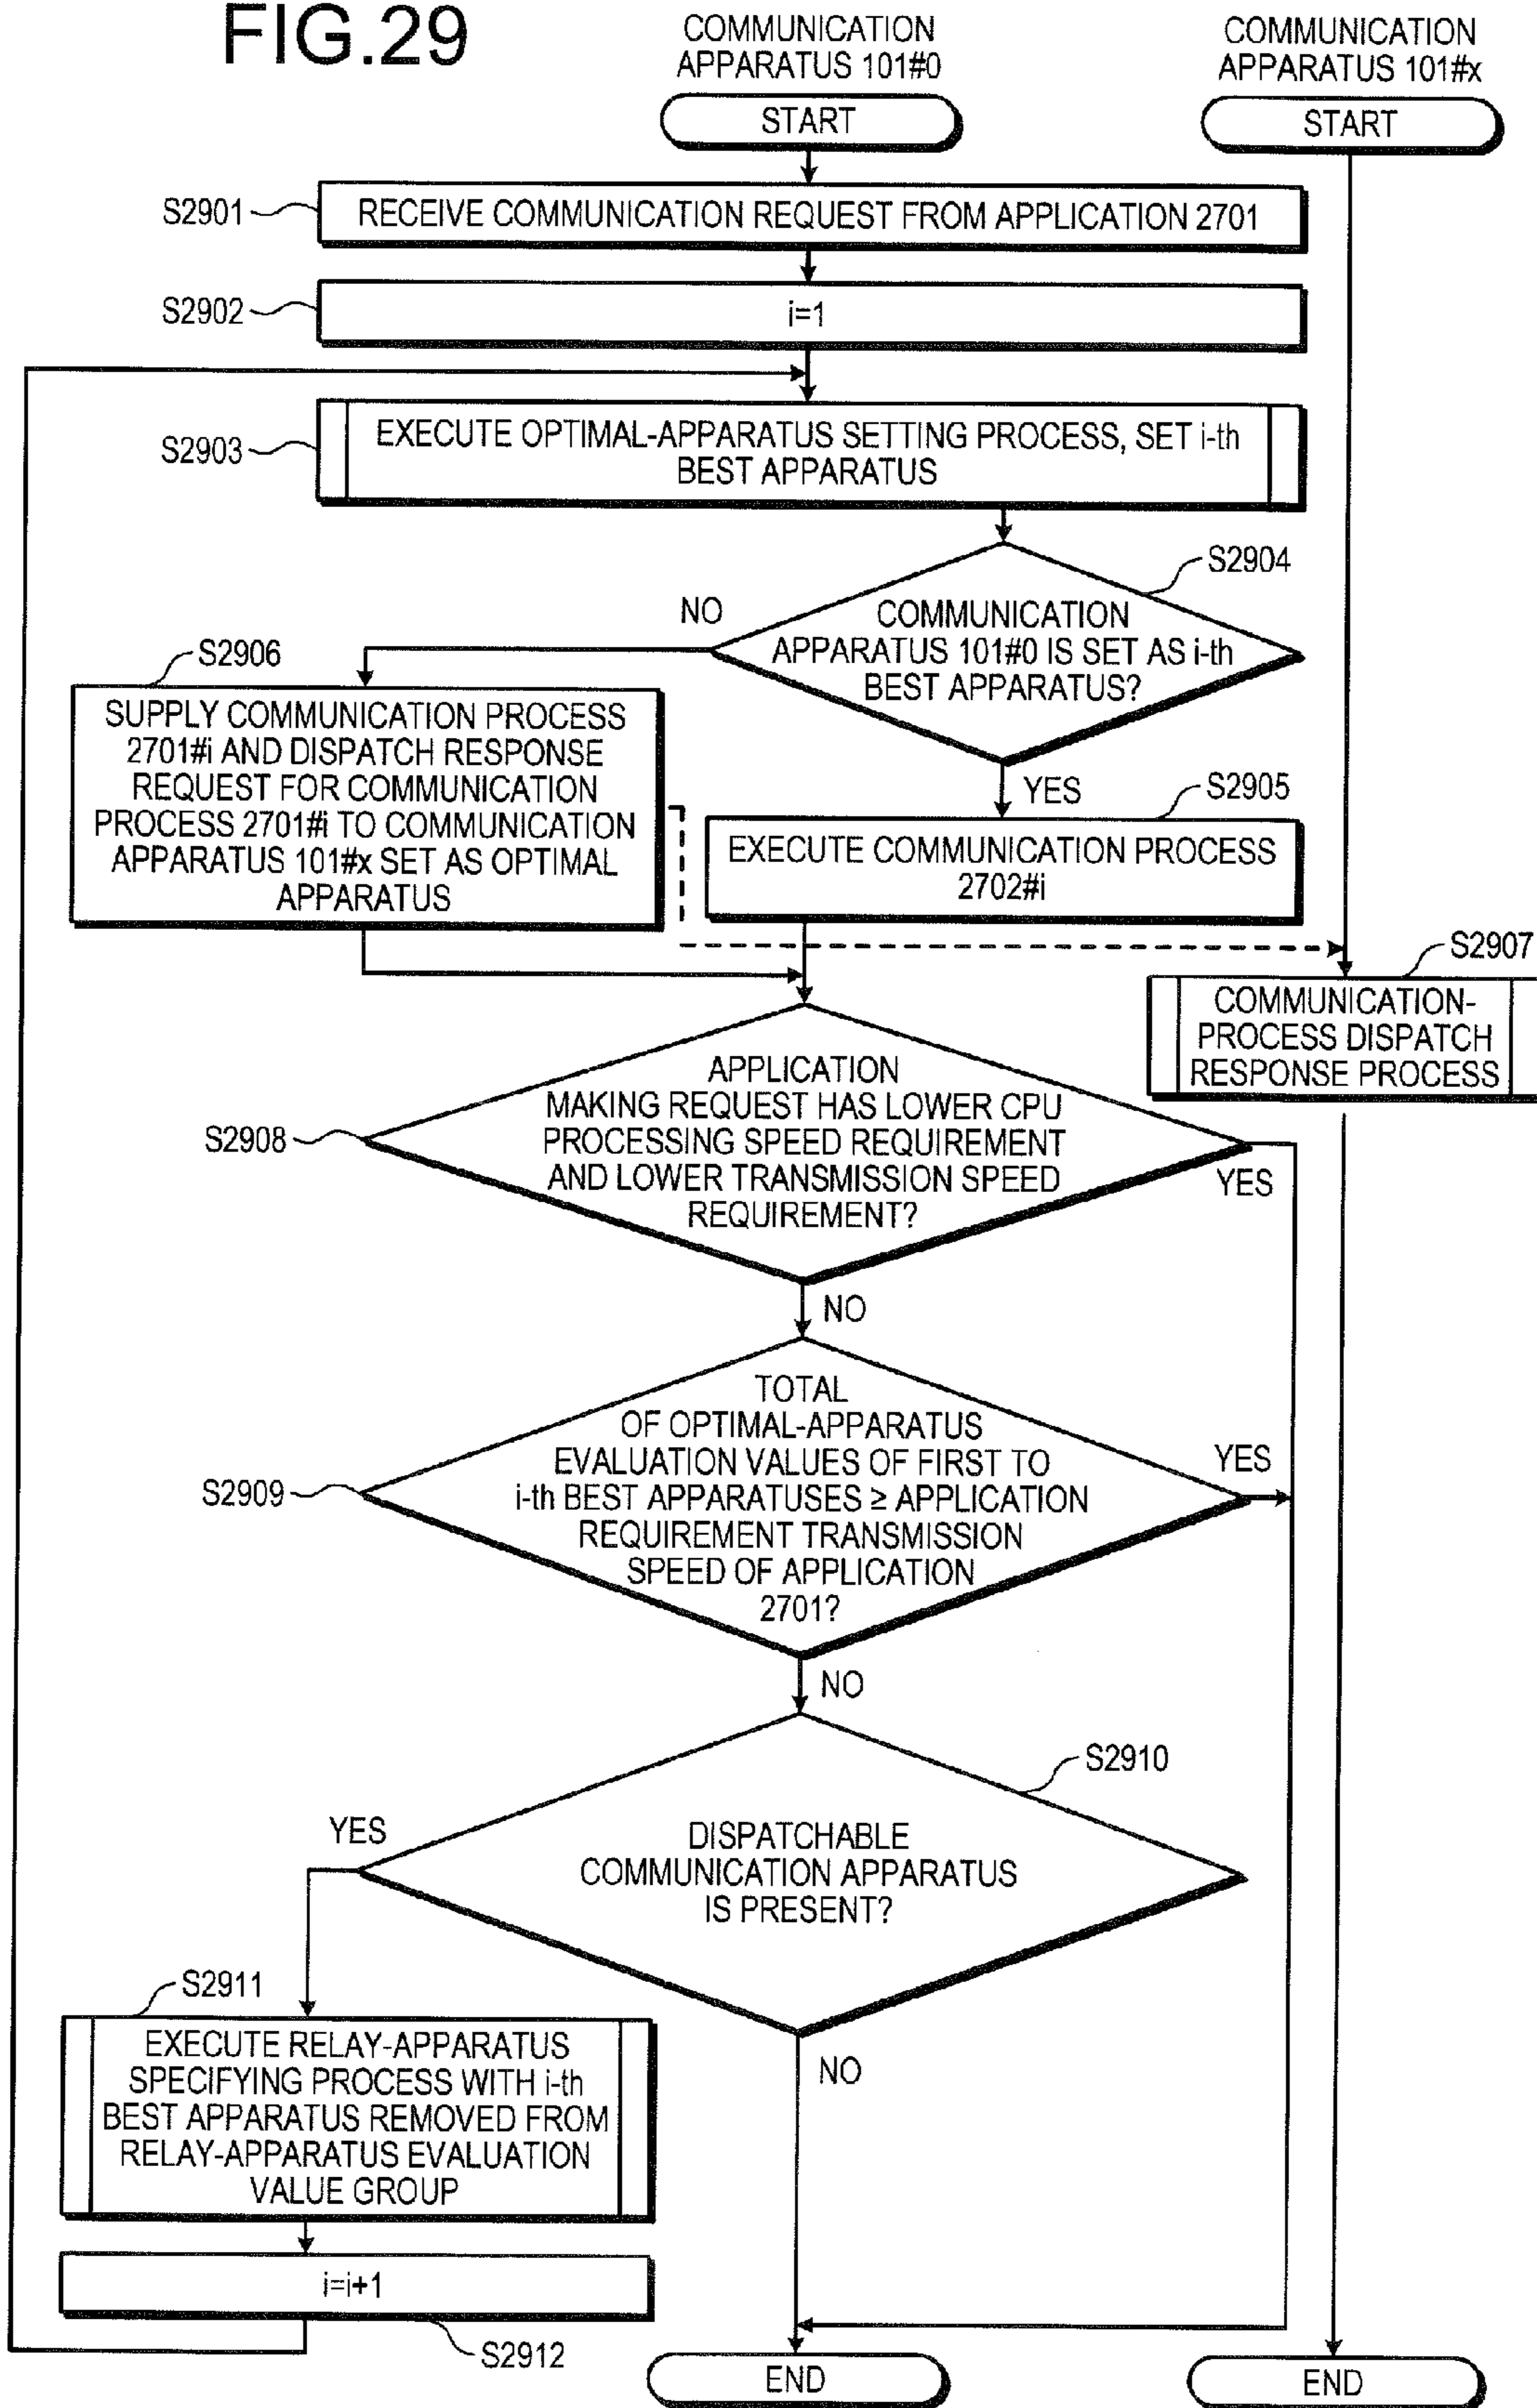 FIG.29
COMMUNICATION
APPARATUS 101#0
COMMUNICATION
APPARATUS 101#x
START
START
S2901
RECEIVE COMMUNICATION REQUEST FROM APPLICATION 2701
S2902
i=1
S2903
EXECUTE OPTIMAL-APPARATUS SETTING PROCESS, SET i-th
BEST APPARATUS
S2904
NO
COMMUNICATION
APPARATUS 101#0 IS SET AS i-th
BEST APPARATUS?
S2906
SUPPLY COMMUNICATION PROCESS
2701#i AND DISPATCH RESPONSE
REQUEST FOR COMMUNICATION
PROCESS 2701#i TO COMMUNICATION
APPARATUS 101#x SET AS OPTIMAL
APPARATUS
YES
S2905
EXECUTE COMMUNICATION PROCESS
2702#i
S2907
COMMUNICATION-
PROCESS DISPATCH
RESPONSE PROCESS
S2908
APPLICATION
MAKING REQUEST HAS LOWER CPU
PROCESSING SPEED REQUIREMENT
AND LOWER TRANSMISSION SPEED
REQUIREMENT?
YES
NO
S2909
TOTAL
OF OPTIMAL-APPARATUS
EVALUATION VALUES OF FIRST TO
i-th BEST APPARATUSES ≥ APPLICATION
REQUIREMENT TRANSMISSION
SPEED OF APPLICATION
2701?
YES
NO
S2910
YES
DISPATCHABLE
COMMUNICATION APPARATUS
IS PRESENT?
NO
S2911
EXECUTE RELAY-APPARATUS
SPECIFYING PROCESS WITH i-th
BEST APPARATUS REMOVED FROM
RELAY-APPARATUS EVALUATION
VALUE GROUP
i=i+1
S2912
END
END